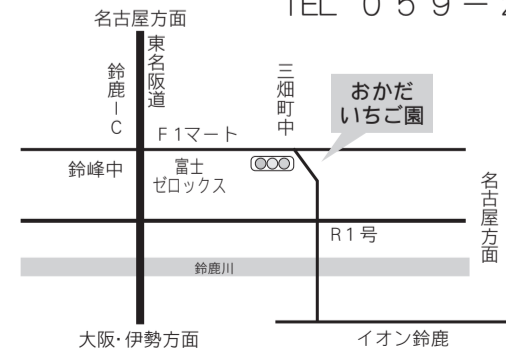 TEL 059-2
名古屋方面
東名阪道
鈴鹿IC
三畑町中
おかだ
いちご園
F1マート
鈴峰中
富士
ゼロックス
名古屋方面
R1号
鈴鹿川
大阪・伊勢方面
イオン鈴鹿